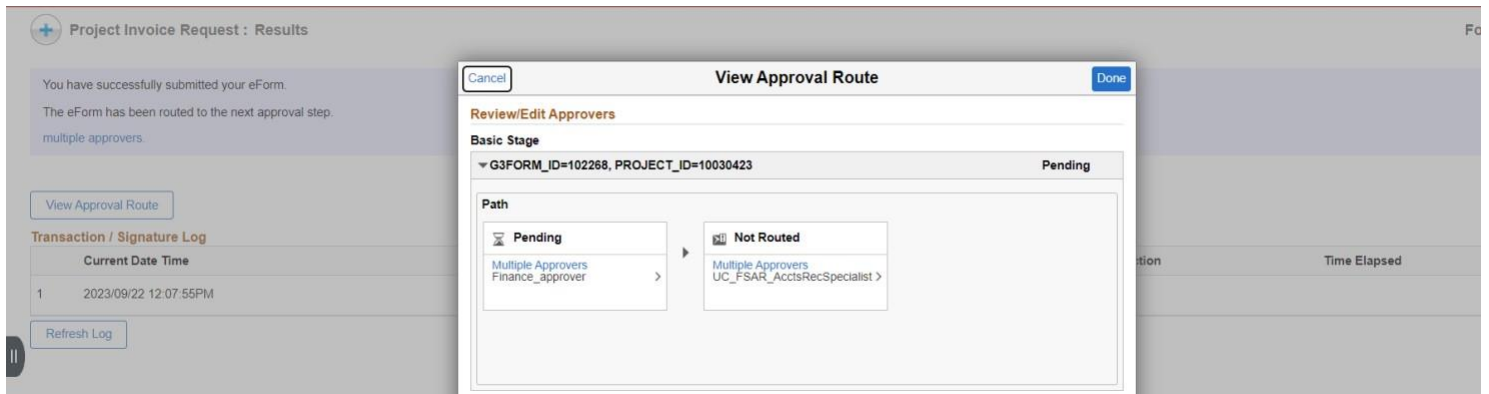 Project Invoice Request : Results
Fo
You have successfully submitted your eForm.
The eForm has been routed to the next approval step.
multiple approvers.
View Approval Route
Transaction / Signature Log
Current Date Time
ction
Time Elapsed
1 2023/09/22 12:07:55PM
Refresh Log
Cancel
View Approval Route
Done
Review/Edit Approvers
Basic Stage
G3FORM_ID=102268, PROJECT_ID=10030423
Pending
Path
Pending
Multiple Approvers
Finance_approver
Not Routed
Multiple Approvers
UC_FSAR_AcctsRecSpecialist